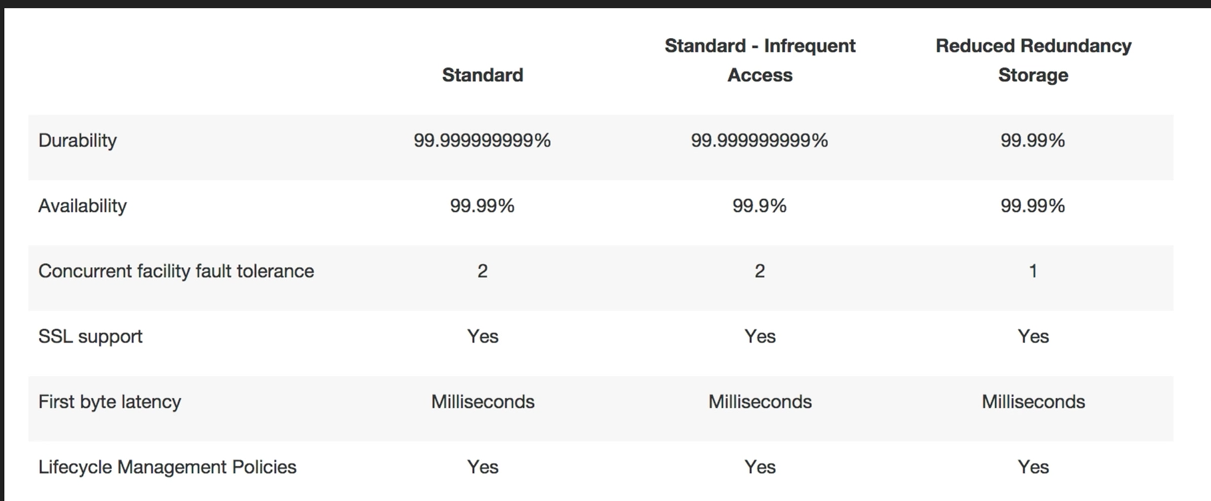 Standard
Standard - Infrequent
Access
Reduced Redundancy
Storage
Durability 99.999999999% 99.999999999% 99.99%
Availability 99.99% 99.9% 99.99%
Concurrent facility fault tolerance 2 2 1
SSL support Yes Yes Yes
First byte latency Milliseconds Milliseconds Milliseconds
Lifecycle Management Policies Yes Yes Yes